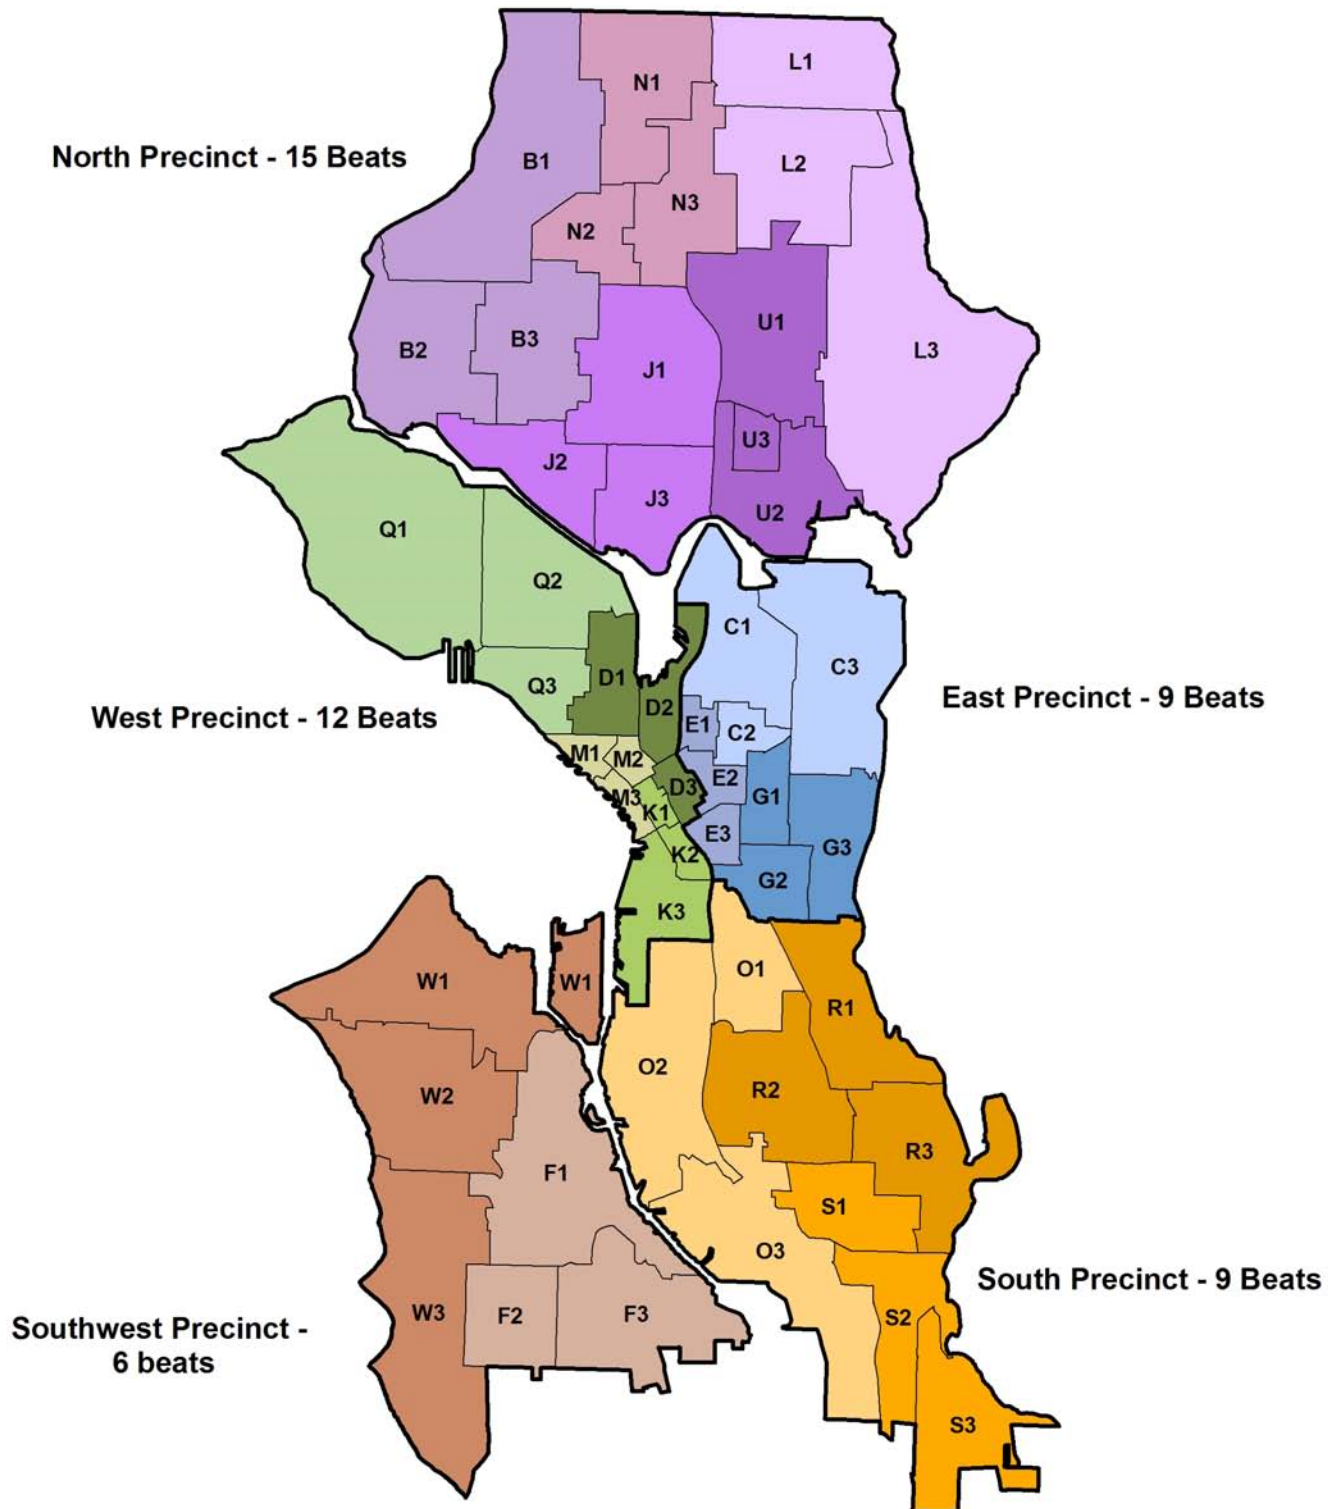 L1
N1
North Precinct - 15 Beats
B1
L2
N3
N2
U1
B3
B2
L3
J1
U3
J2
J3
U2
Q1
Q2
C1
C3
D1
Q3
East Precinct - 9 Beats
D2
West Precinct - 12 Beats
E1
C2
M1
M2
E2
D3
G1
M3
K1
E3
G3
K2
G2
K3
O1
W1
W1
R1
O2
R2
W2
R3
F1
S1
O3
South Precinct - 9 Beats
W3
F2
F3
S2
Southwest Precinct -
6 beats
S3